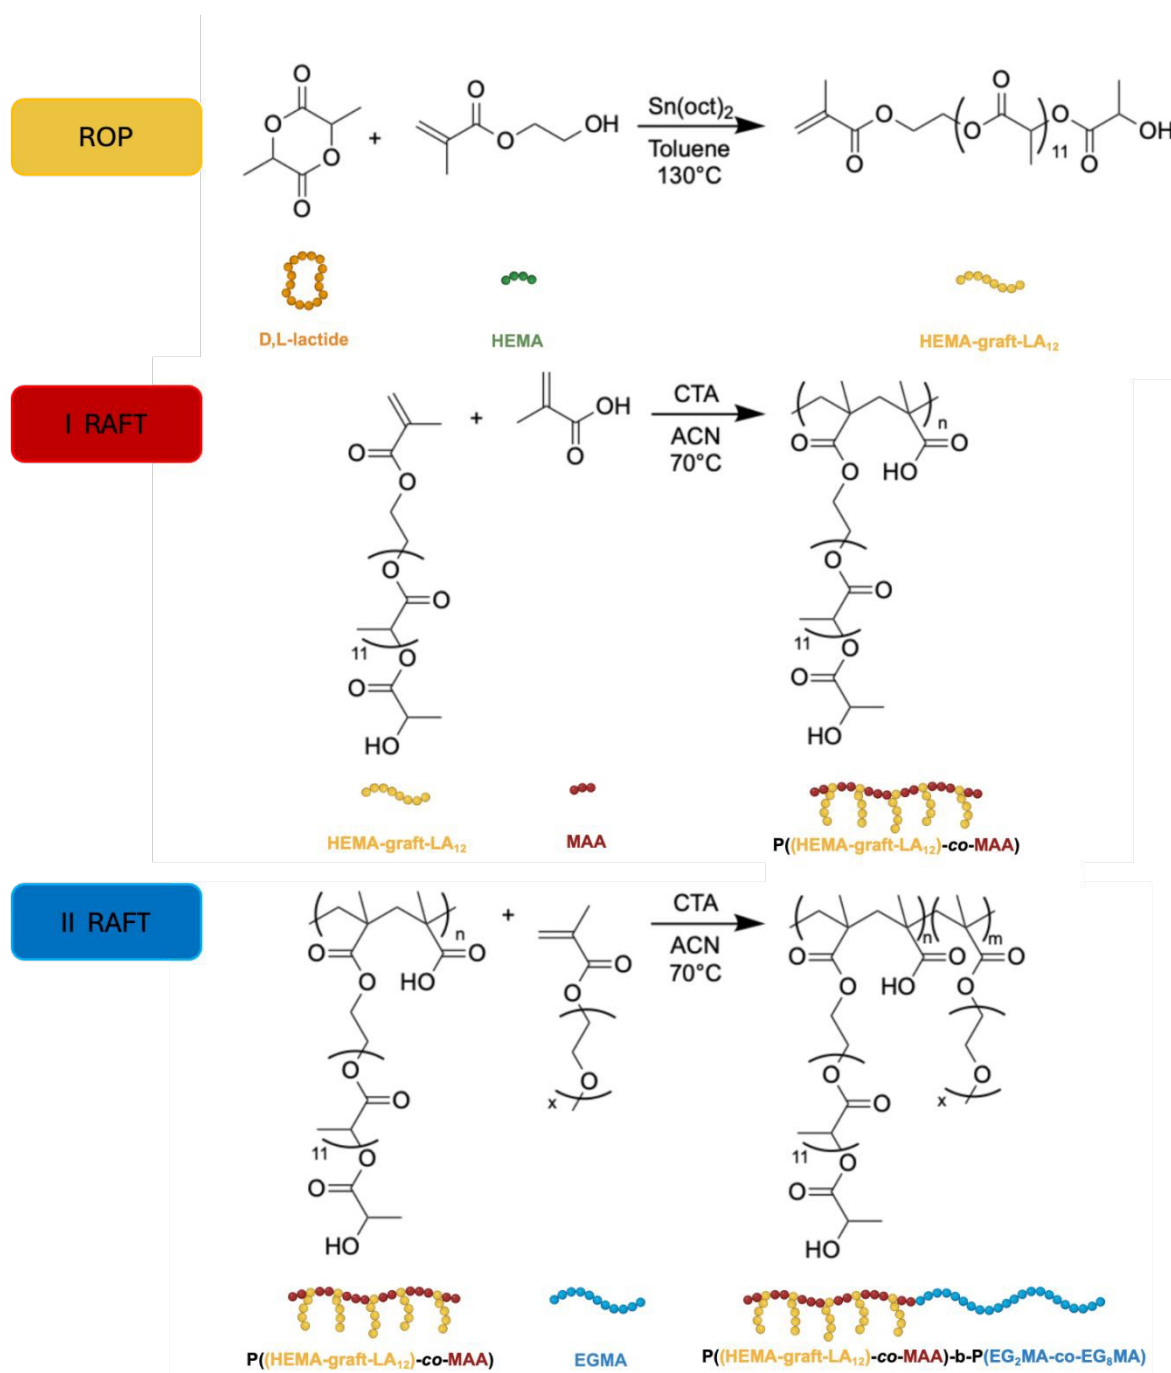 ROP
O
O
O
O
+
O
O
OH
Sn(oct)₂
Toluene
130°C
O
O
O
O
11
O
O
OH
D,L-lactide
HEMA
HEMA-graft-LA₁₂
I RAFT
O
O
O
O
11
O
O
HO
+
OH
O
CTA
ACN
70°C
n
O
O
HO
O
O
O
11
O
O
HO
HEMA-graft-LA₁₂
MAA
P((HEMA-graft-LA₁₂)-co-MAA)
II RAFT
n
O
O
HO
O
O
O
11
O
O
HO
+
O
O
O
x
CTA
ACN
70°C
n
m
O
O
O
O
HO
O
O
O
O
x
11
O
O
HO
P((HEMA-graft-LA₁₂)-co-MAA)
EGMA
P((HEMA-graft-LA₁₂)-co-MAA)-b-P(EG₂MA-co-EG₈MA)